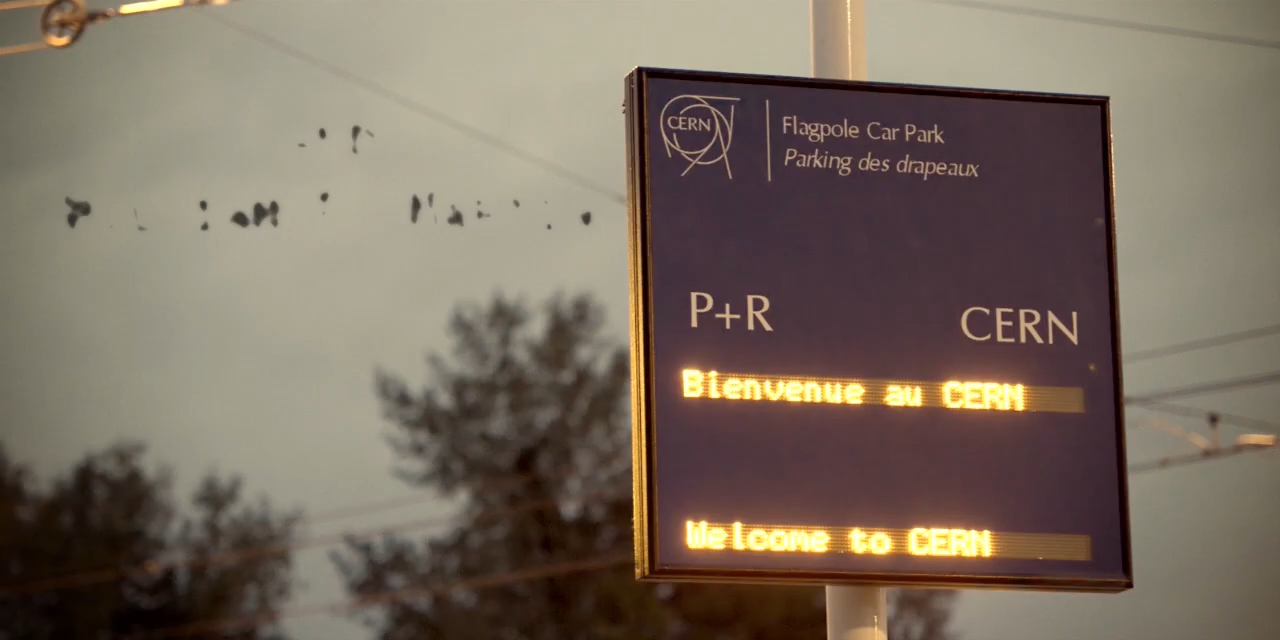 CERN
Flagpole Car Park
Parking des drapeaux
P+R CERN
Bienvenue au CERN
Welcome to CERN